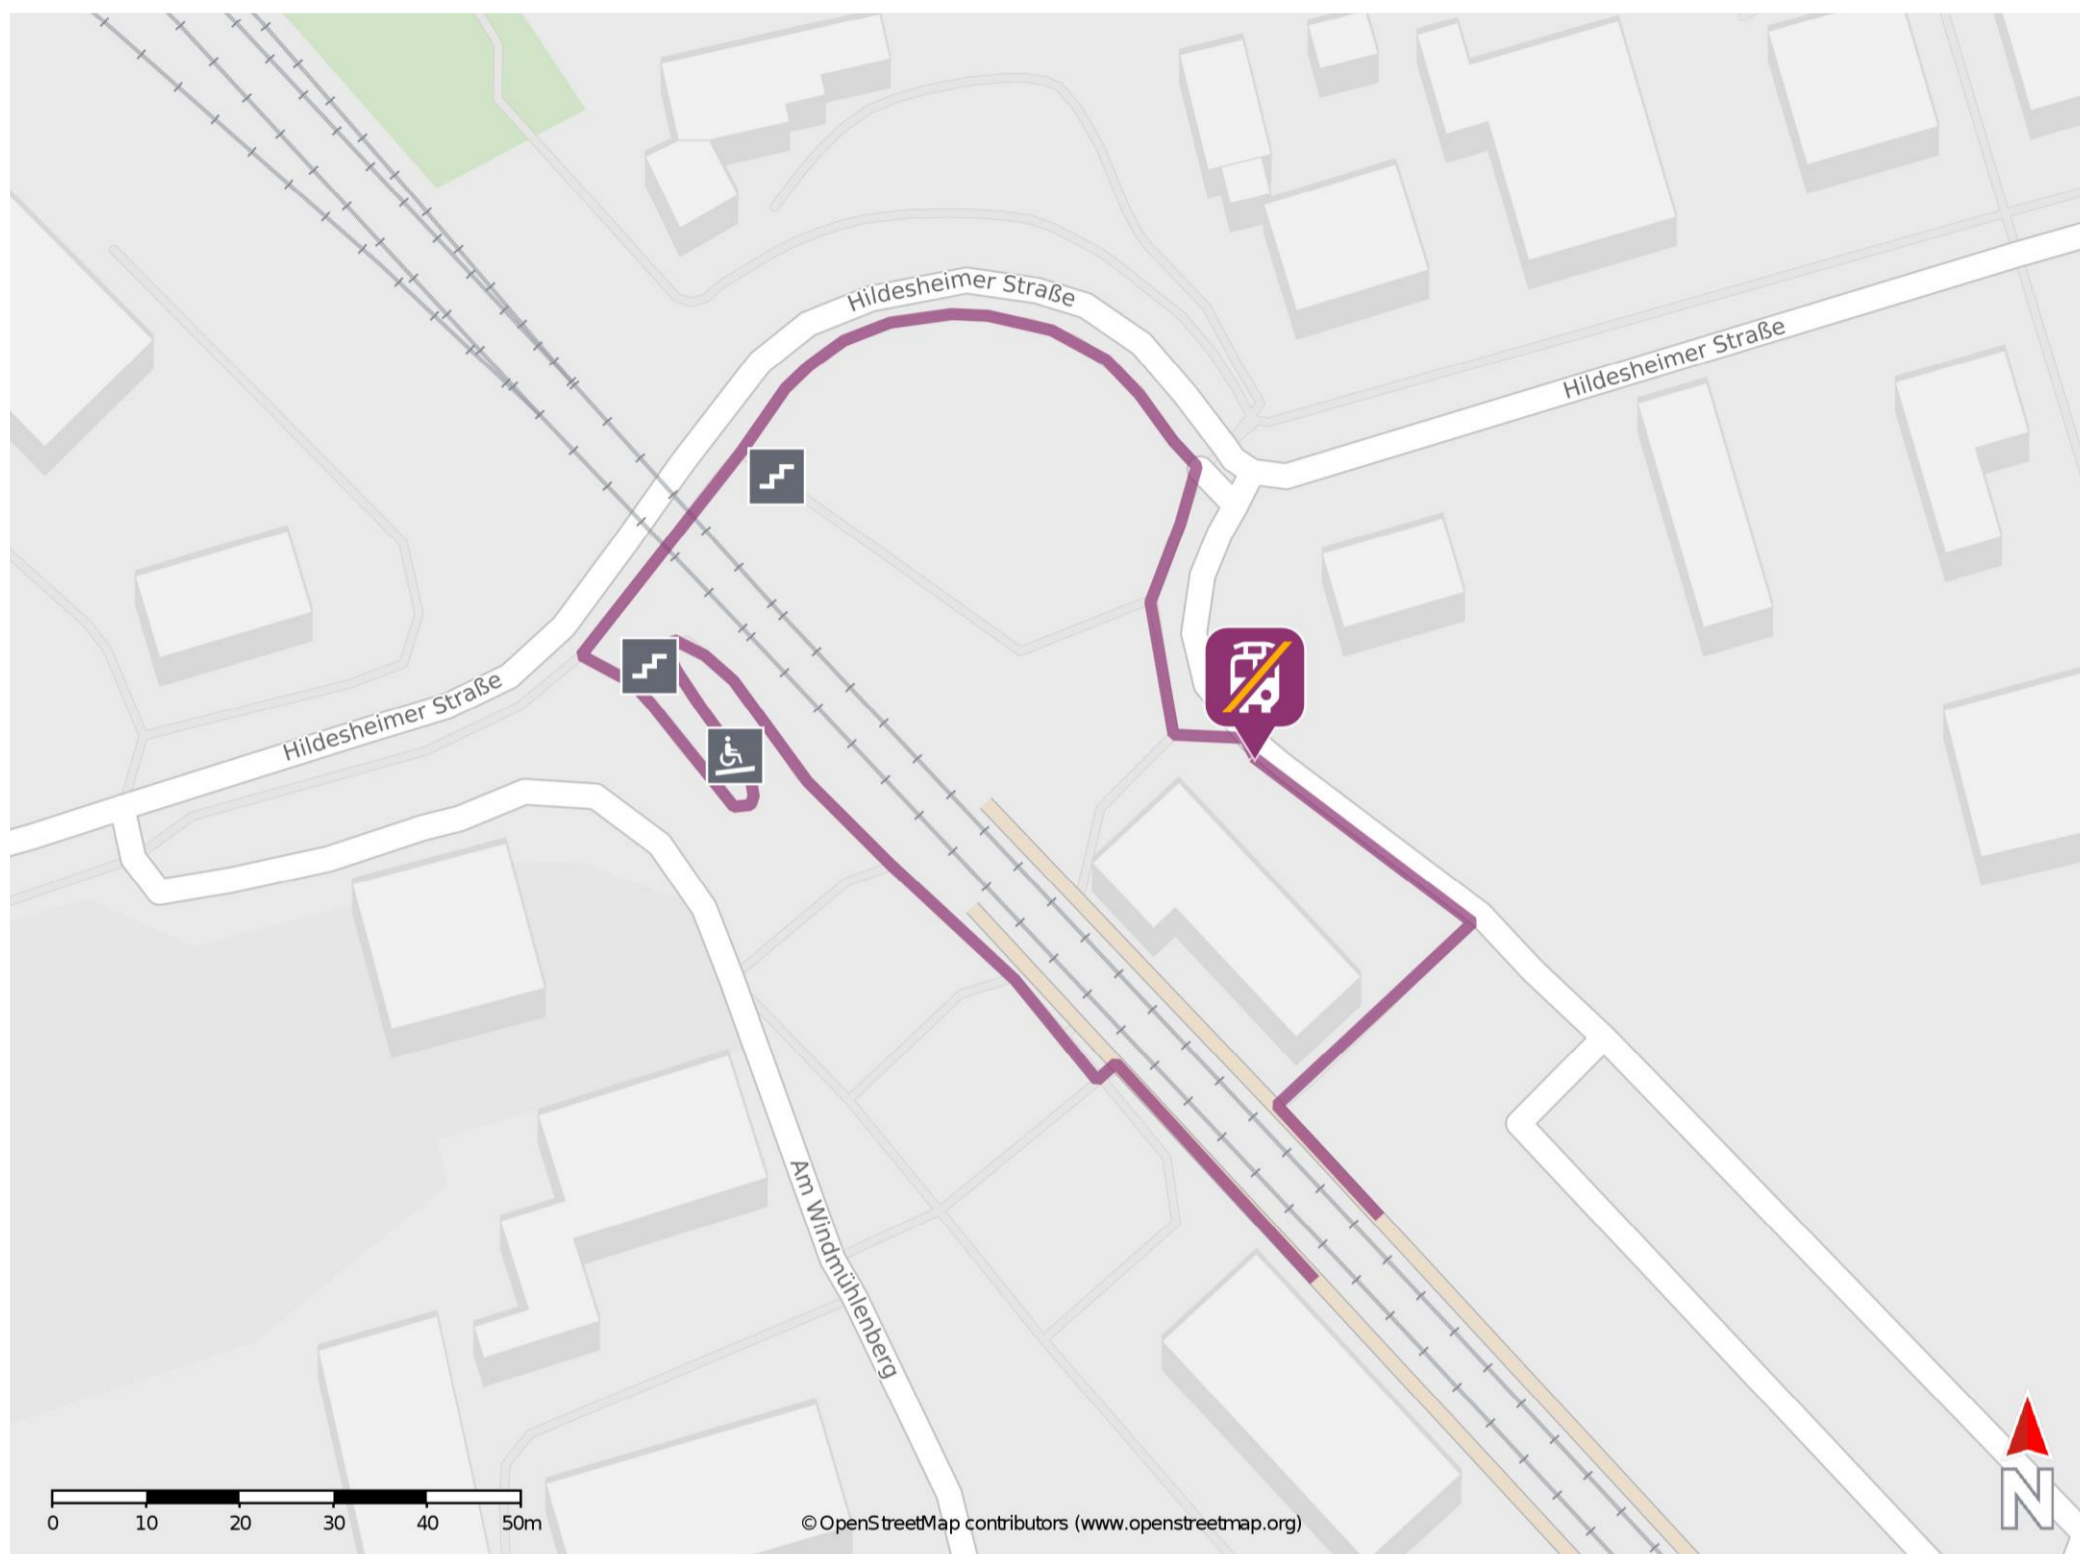 Hildesheimer Straße
Hildesheimer Straße
Hildesheimer Straße
Am Windmühlenberg
0 10 20 30 40 50m
©OpenStreetMap contributors (www.openstreetmap.org)
N